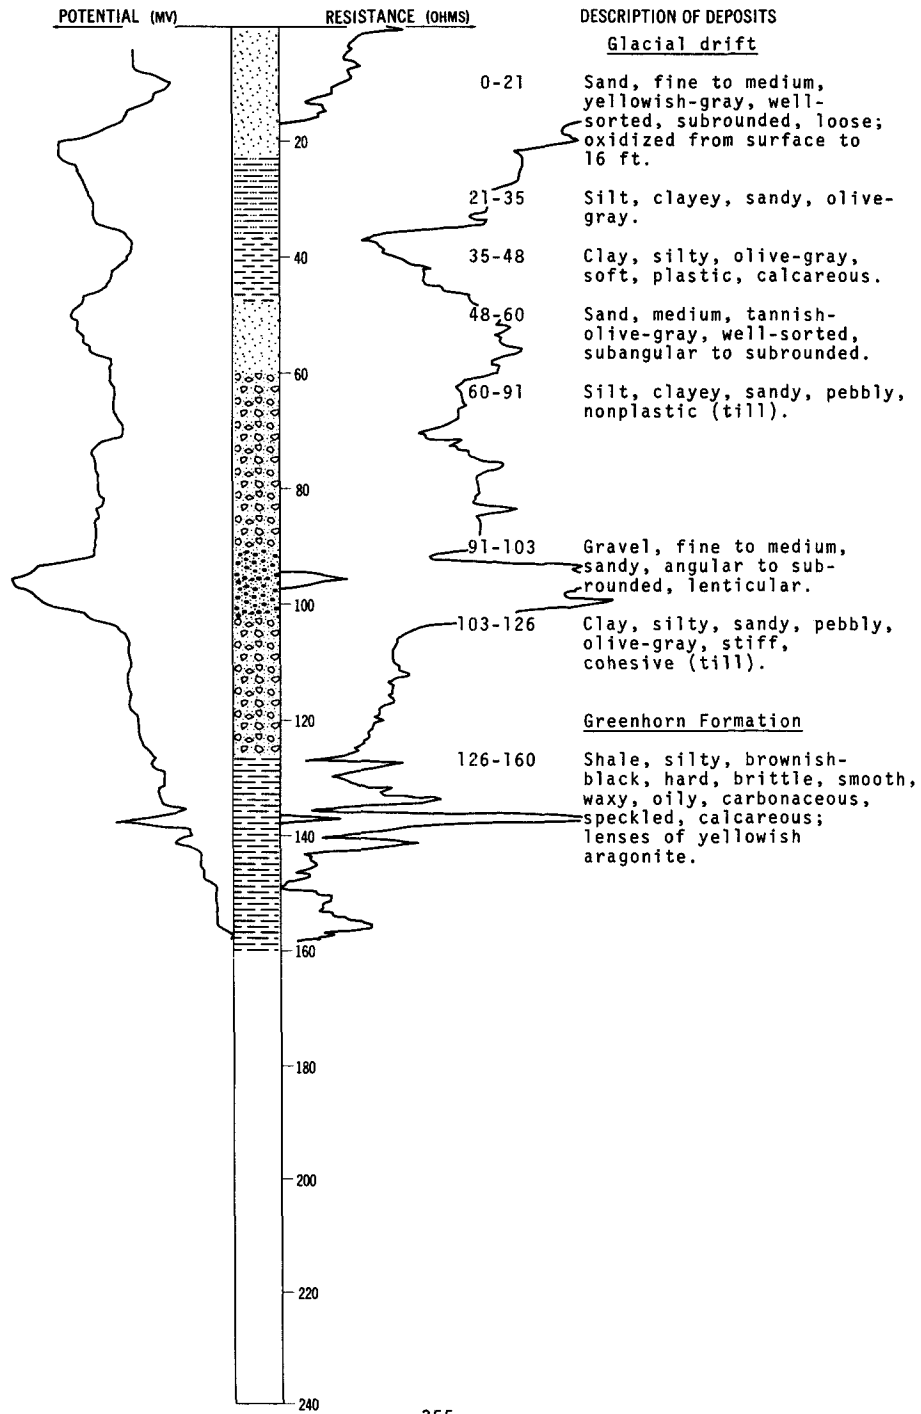 POTENTIAL (MV) RESISTANCE (OHMS) DESCRIPTION OF DEPOSITS
Glacial drift
0-21 Sand, fine to medium,
yellowish-gray, well-
sorted, subrounded, loose;
oxidized from surface to
16 ft.
20
21-35 Silt, clayey, sandy, olive-
gray.
40
35-48 Clay, silty, olive-gray,
soft, plastic, calcareous.
48-60 Sand, medium, tannish-
olive-gray, well-sorted,
subangular to subrounded.
60
60-91 Silt, clayey, sandy, pebbly,
nonplastic (till).
80
91-103 Gravel, fine to medium,
sandy, angular to sub-
rounded, lenticular.
100
103-126 Clay, silty, sandy, pebbly,
olive-gray, stiff,
cohesive (till).
120
Greenhorn Formation
126-160 Shale, silty, brownish-
black, hard, brittle, smooth,
waxy, oily, carbonaceous,
speckled, calcareous;
lenses of yellowish
aragonite.
140
160
180
200
220
240